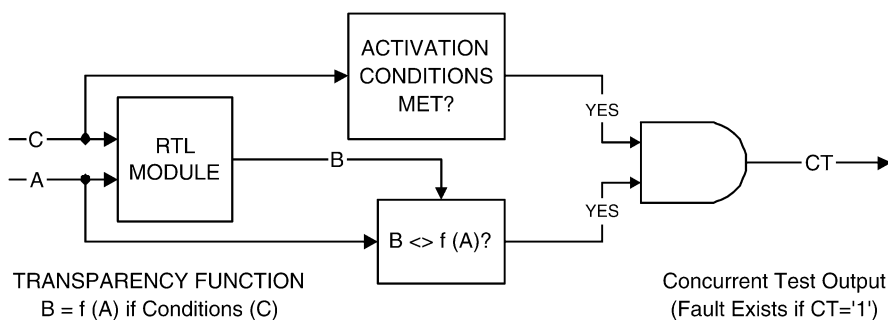 ACTIVATION
CONDITIONS
MET?
YES
C
RTL
MODULE
B
A
CT
YES
B <> f (A)?
TRANSPARENCY FUNCTION
B = f (A) if Conditions (C)
Concurrent Test Output
(Fault Exists if CT='1')